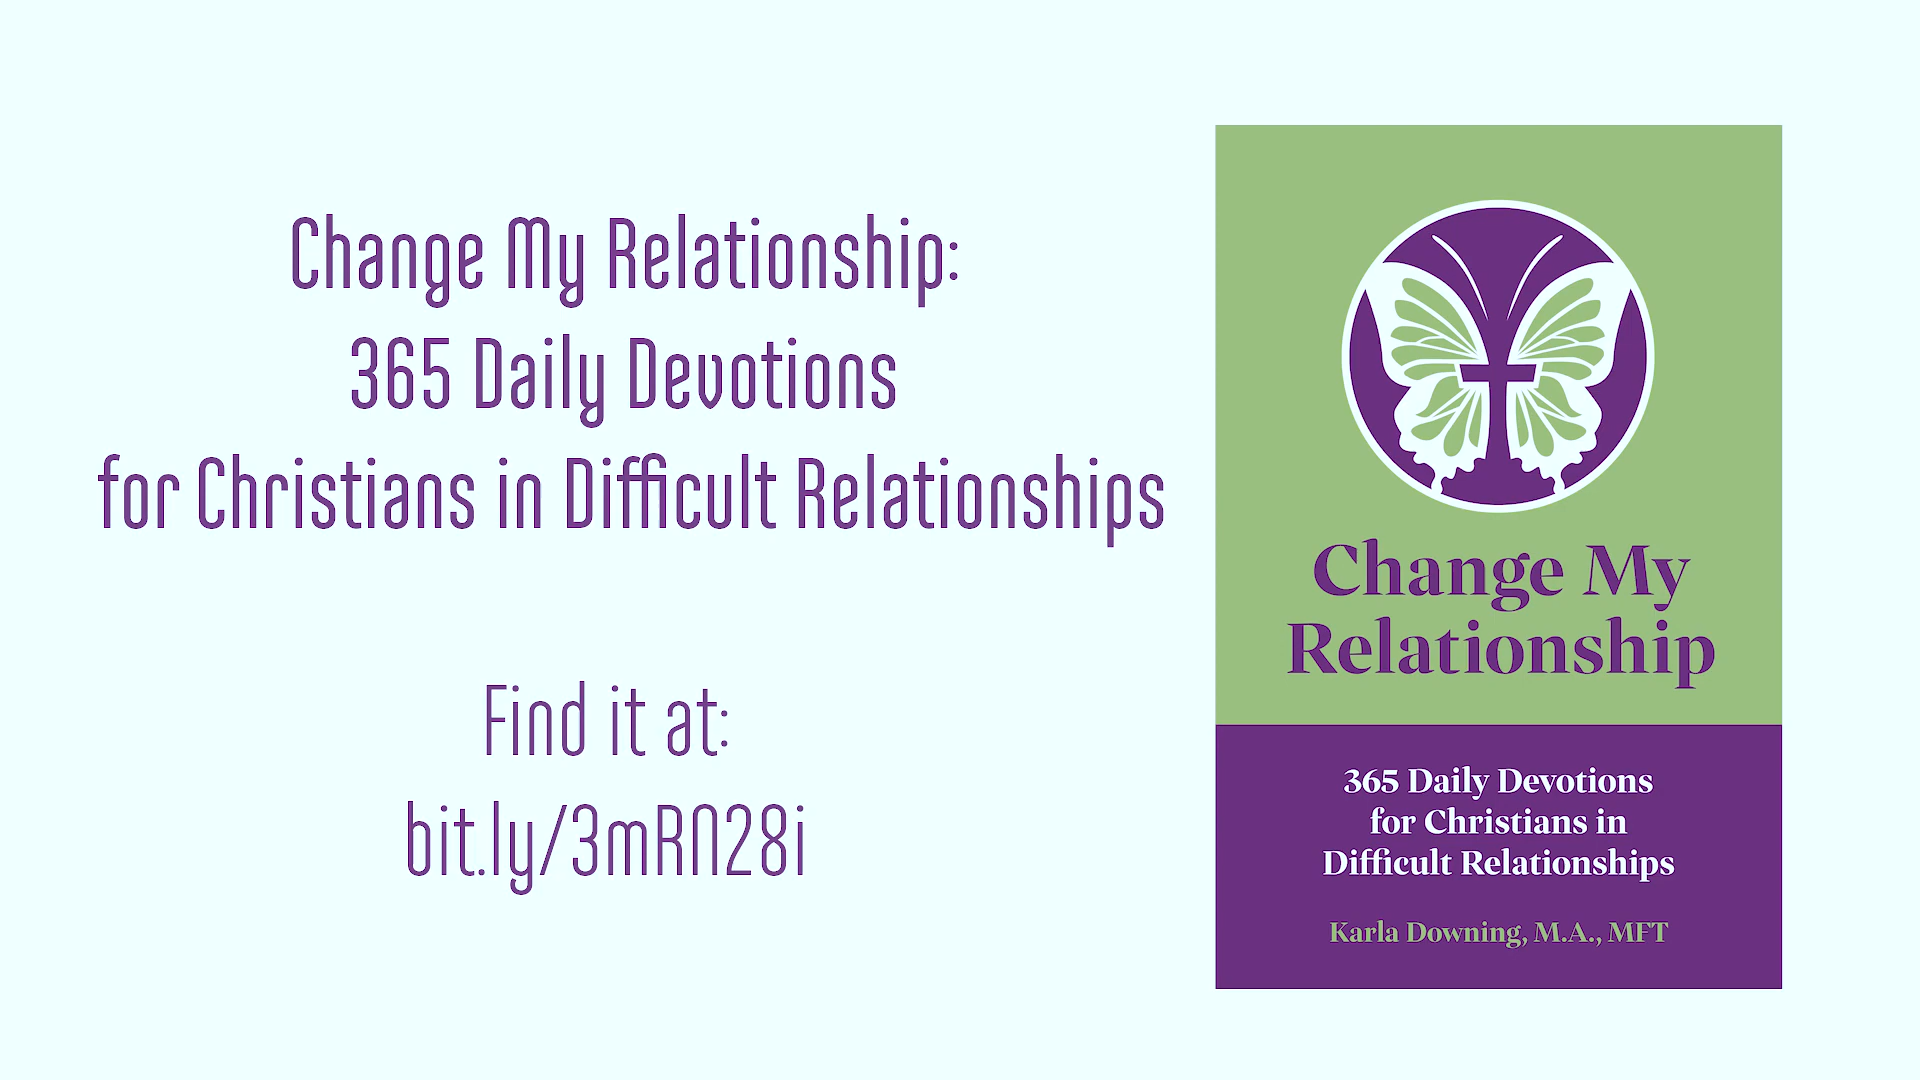 Change My Relationship:
365 Daily Devotions
for Christians in Difficult Relationships
Find it at:
bit.ly/3mRN28i
Change My
Relationship
365 Daily Devotions
for Christians in
Difficult Relationships
Karla Downing, M.A., MFT